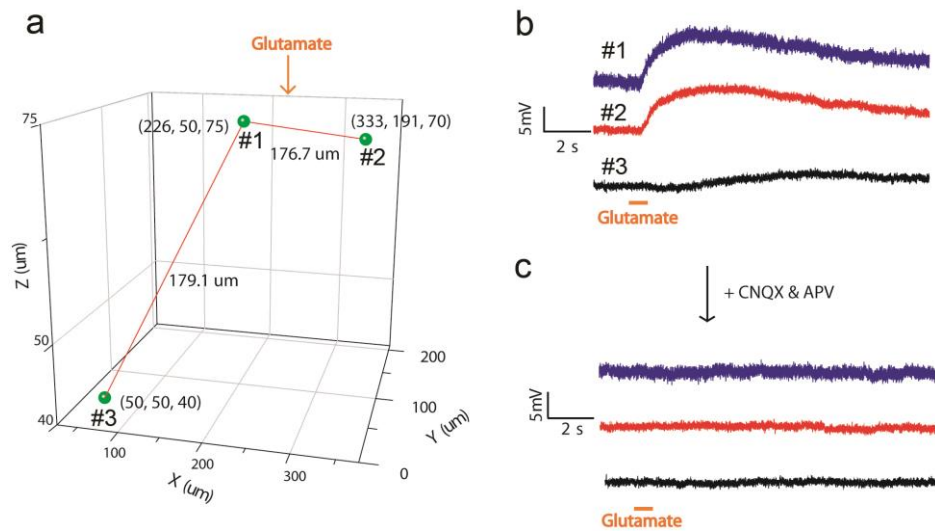 a
Glutamate
75
(226, 50, 75)
#1
(333, 191, 70)
#2
176.7 um
Z (um)
179.1 um
50
200
(50, 50, 40)
#3
40
100
Y (um)
100
0
200
X (um)
300
b
#1
#2
5mV
2 s
#3
Glutamate
c
+ CNQX & APV
5mV
2 s
Glutamate